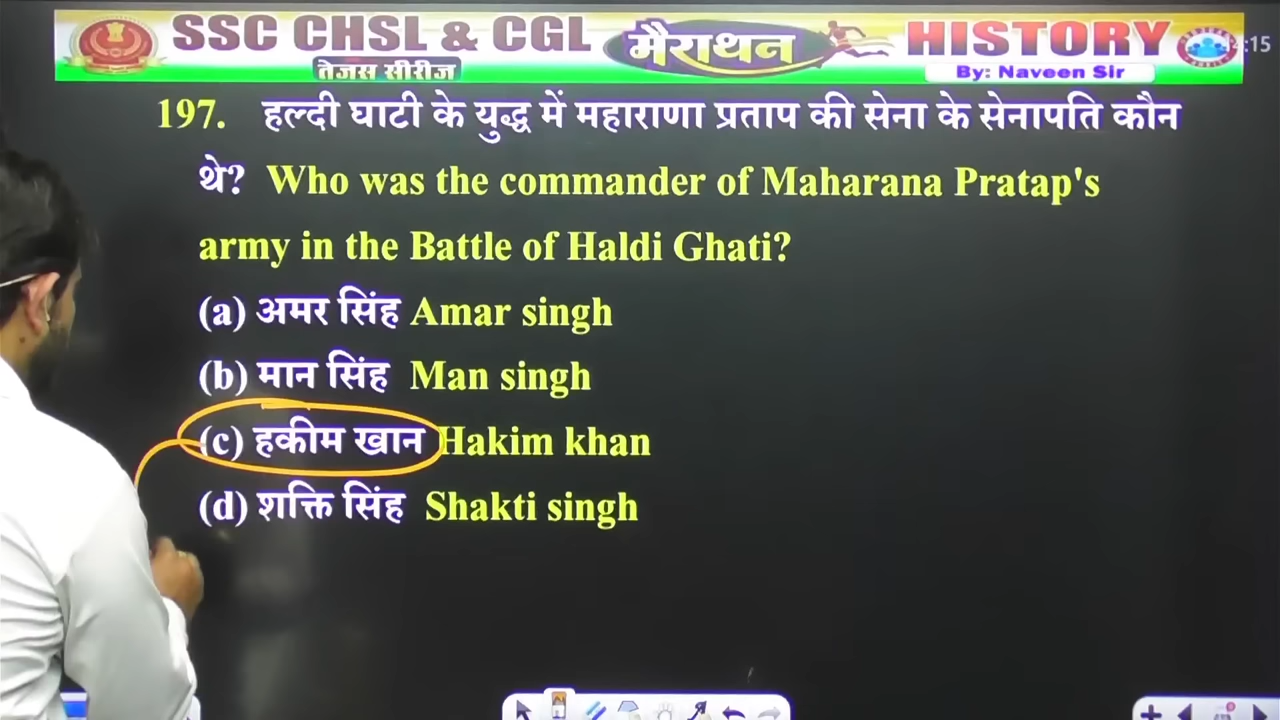 SSC CHSL & CGL
तेजस सीरीज
मैराथन
HISTORY
By: Naveen Sir
:15
197. हल्दी घाटी के युद्ध में महाराणा प्रताप की सेना के सेनापति कौन
थे? Who was the commander of Maharana Pratap's
army in the Battle of Haldi Ghati?
(a) अमर सिंह Amar singh
(b) मान सिंह Man singh
(c) हकीम खान Hakim khan
(d) शक्ति सिंह Shakti singh